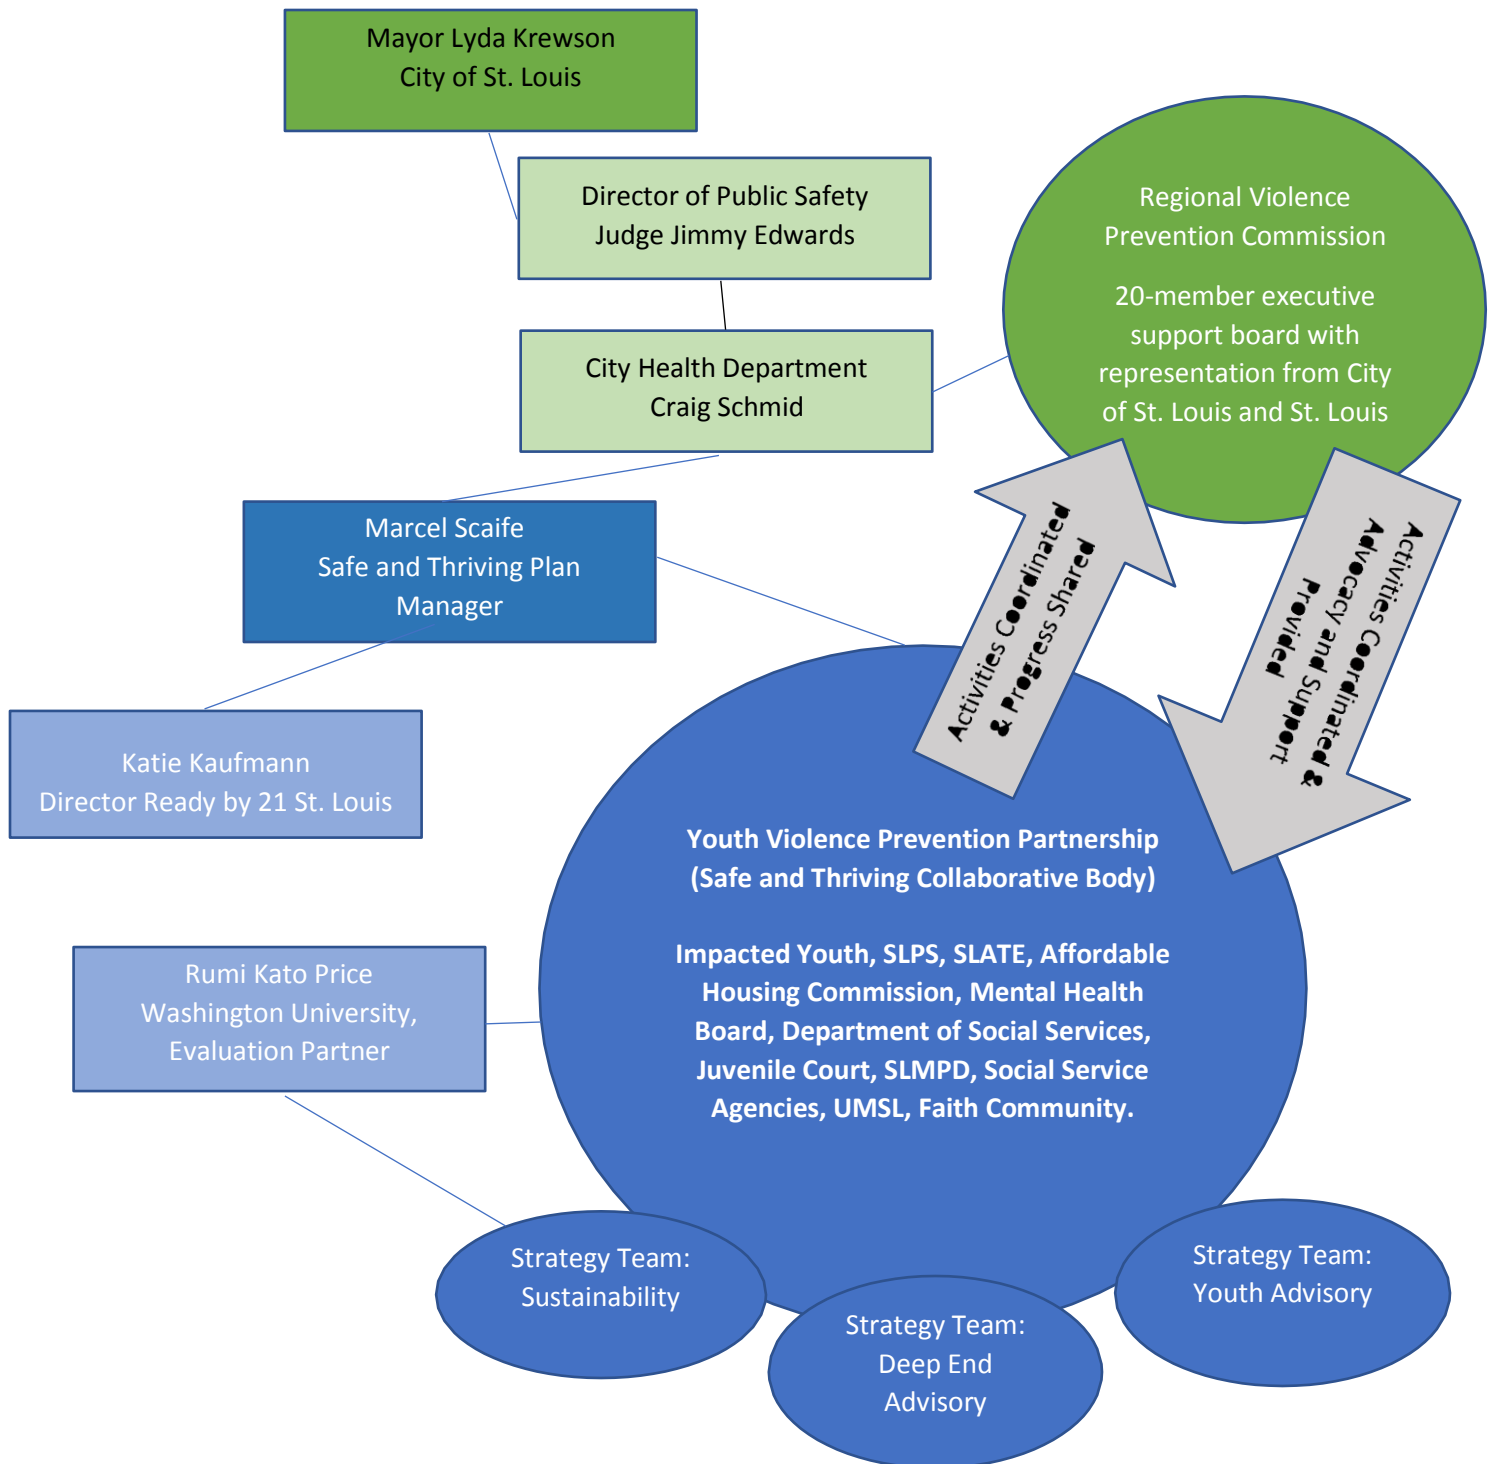 Mayor Lyda Krewson
City of St. Louis
Director of Public Safety
Judge Jimmy Edwards
Regional Violence
Prevention Commission
20-member executive
support board with
representation from City
of St. Louis and St. Louis
City Health Department
Craig Schmid
Marcel Scaife
Safe and Thriving Plan
Manager
Activities Coordinated
& Progress Shared
Activities Coordinated &
Advocacy and Support
Provided
Katie Kaufmann
Director Ready by 21 St. Louis
Youth Violence Prevention Partnership
(Safe and Thriving Collaborative Body)
Impacted Youth, SLPS, SLATE, Affordable
Housing Commission, Mental Health
Board, Department of Social Services,
Juvenile Court, SLMPD, Social Service
Agencies, UMSL, Faith Community.
Rumi Kato Price
Washington University,
Evaluation Partner
Strategy Team:
Sustainability
Strategy Team:
Deep End
Advisory
Strategy Team:
Youth Advisory